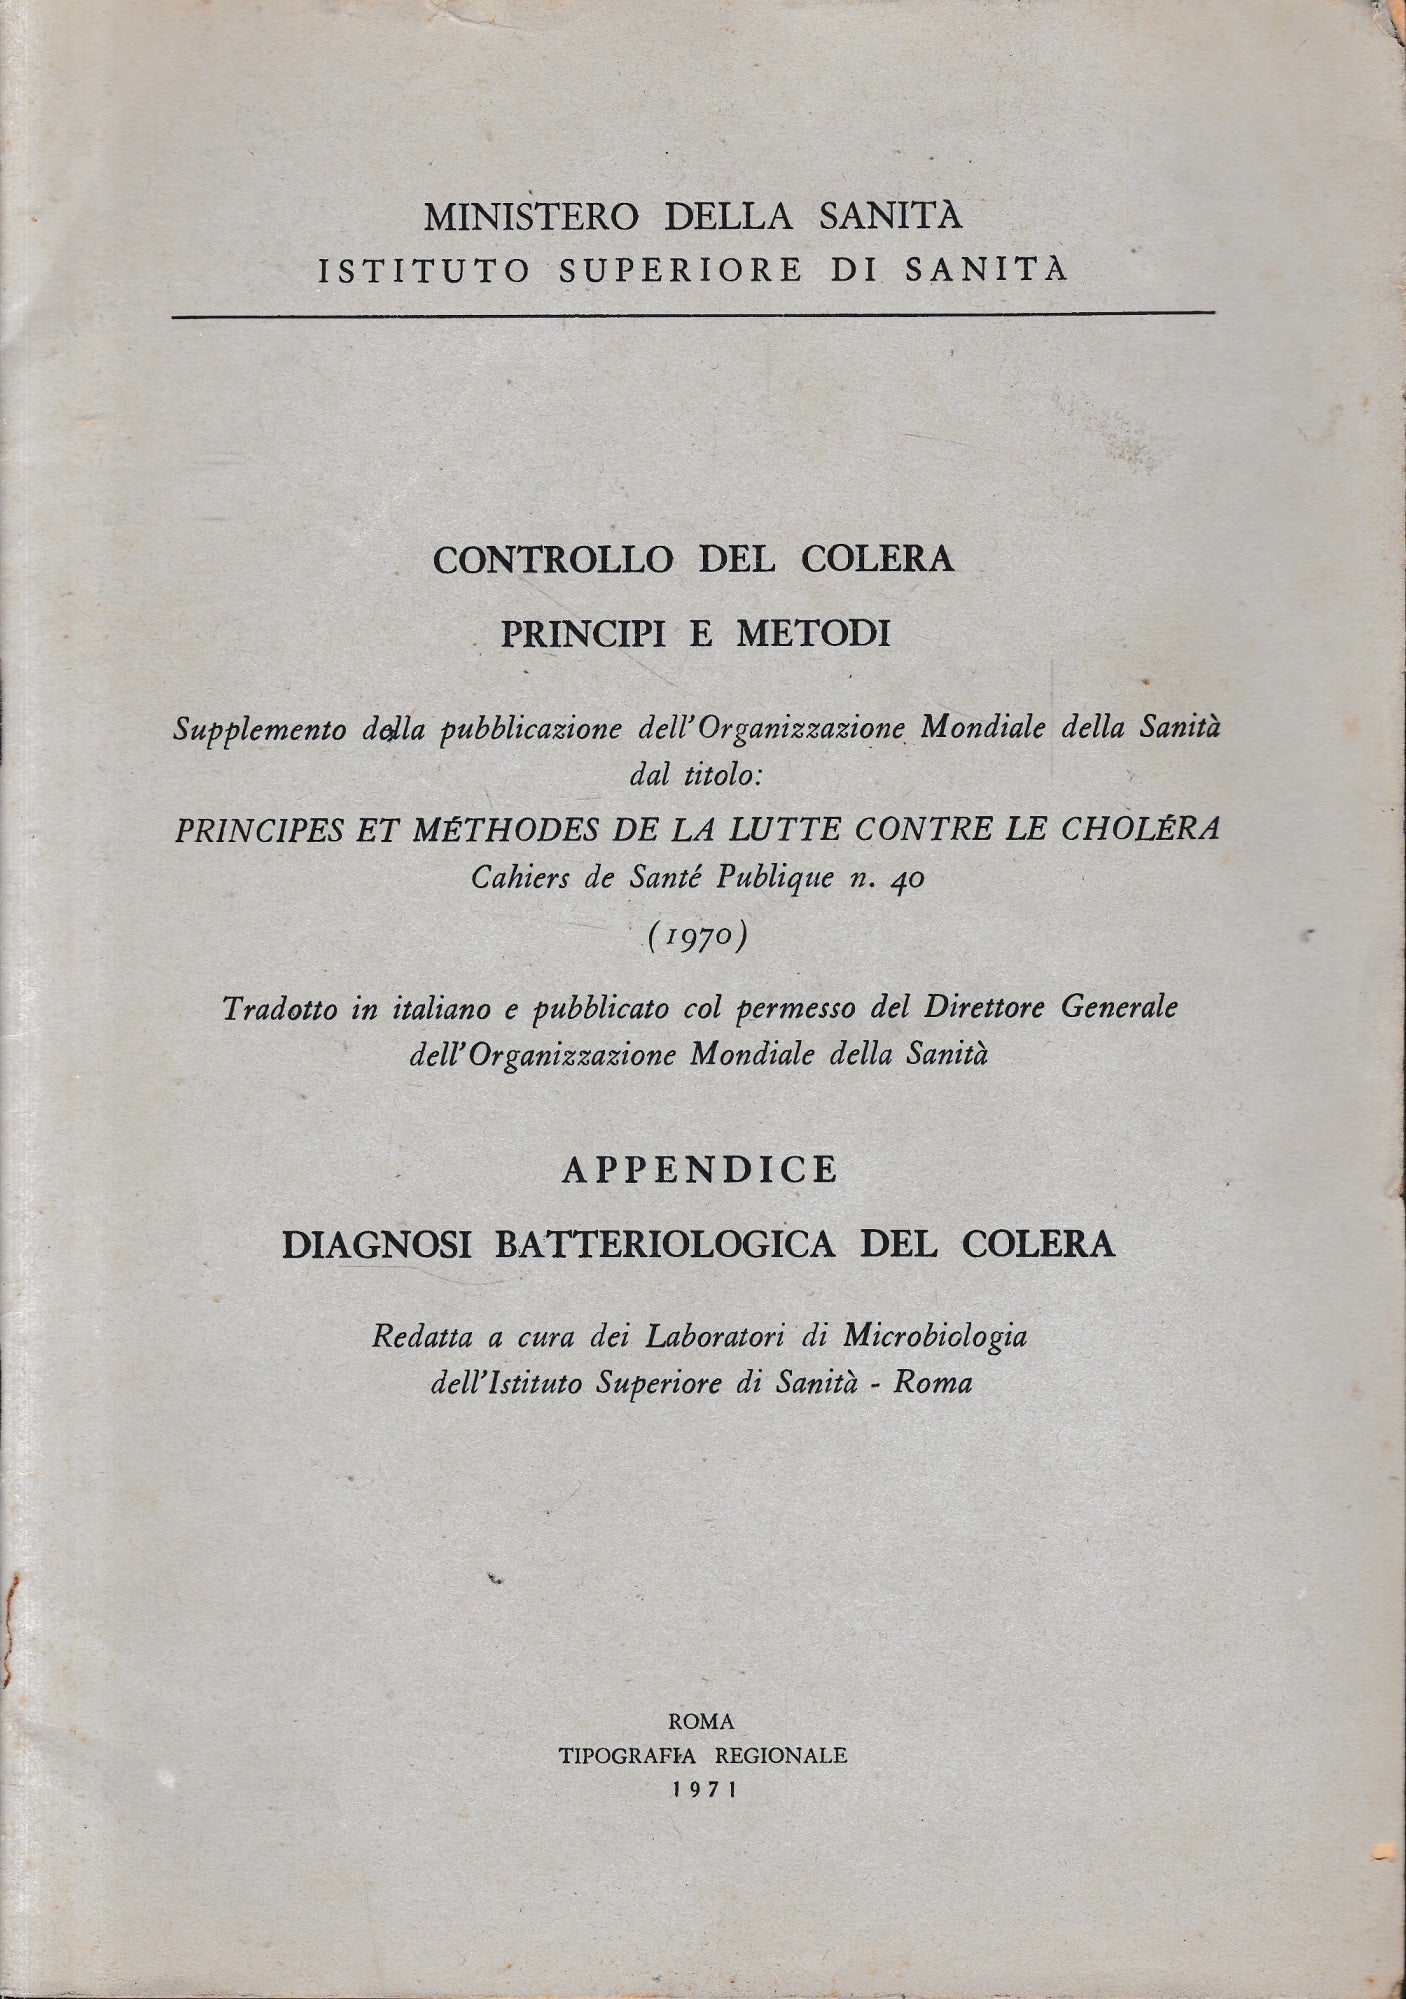 MINISTERO DELLA SANITÀ
ISTITUTO SUPERIORE DI SANITÀ
CONTROLLO DEL COLERA
PRINCIPI E METODI
Supplemento della pubblicazione dell'Organizzazione Mondiale della Sanità
dal titolo:
PRINCIPES ET MÉTHODES DE LA LUTTE CONTRE LE CHOLÉRA
Cahiers de Santé Publique n. 40
(1970)
Tradotto in italiano e pubblicato col permesso del Direttore Generale
dell'Organizzazione Mondiale della Sanità
APPENDICE
DIAGNOSI BATTERIOLOGICA DEL COLERA
Redatta a cura dei Laboratori di Microbiologia
dell'Istituto Superiore di Sanità - Roma
ROMA
TIPOGRAFIA REGIONALE
1971